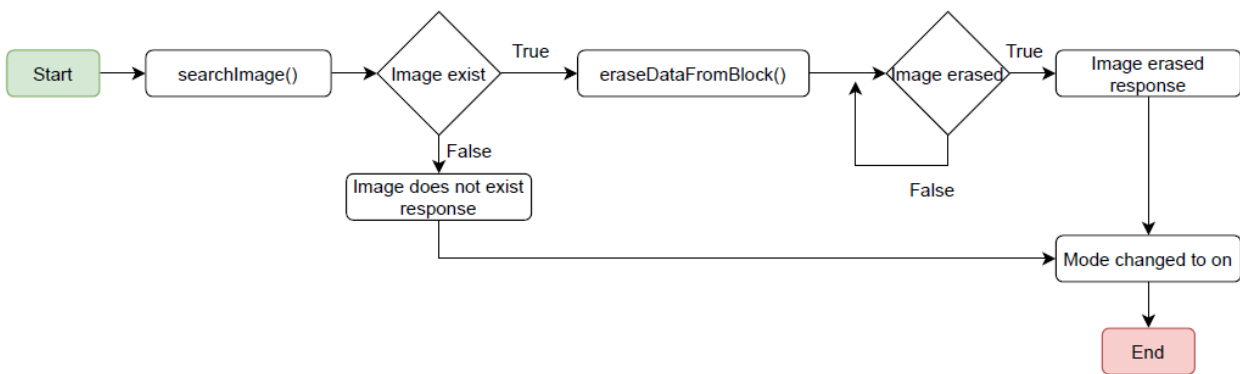 Start
searchImage()
Image exist
True
eraseDataFromBlock()
Image erased
True
Image erased
response
False
Image does not exist
response
False
Mode changed to on
End